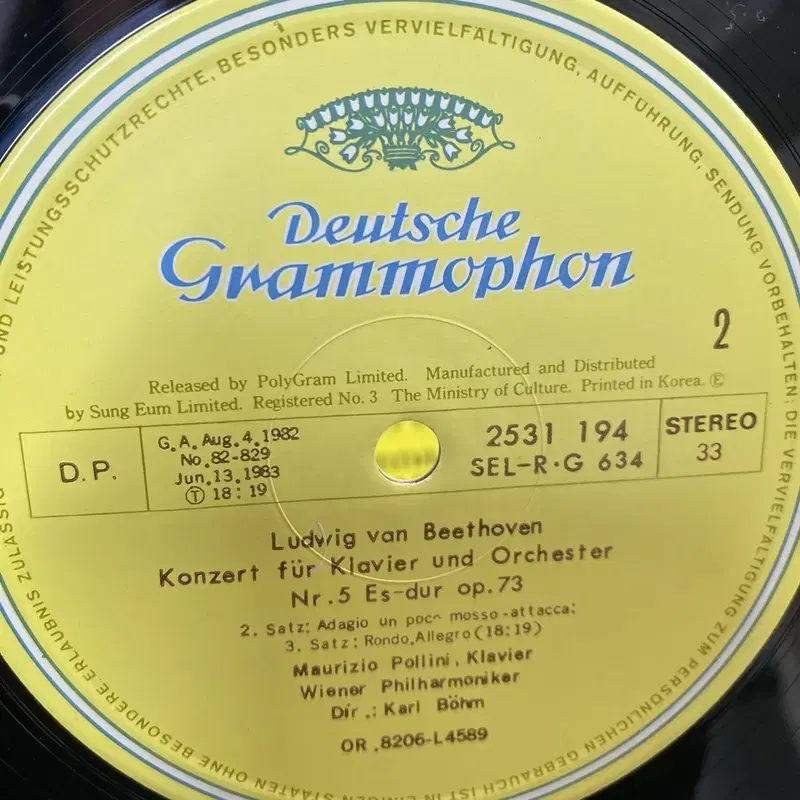 UND LEISTUNGSSCHUTZRECHTE, BESONDERS VERVIELFÄLTIGUNG, AUFFÜHRUNG, SENDUNG VORBEHALTEN; DIE VERVIELFÄLTIGUNG ZUM PERSÖNLICHEN GEBRAUCH IST IN EINIGEN STAATEN OHNE BESONDERE ERLAUBNIS ZULÄSSIG
Deutsche
Grammophon
2
Released by PolyGram Limited. Manufactured and Distributed
by Sung Eum Limited. Registered No. 3 The Ministry of Culture. Printed in Korea. Ⓔ
D.P.
G.A. Aug.4.1982
No.82-829
Jun.13.1983
Ⓣ 18:19
2531 194
SEL-R·G 634
STEREO
33
Ludwig van Beethoven
Konzert für Klavier und Orchester
Nr.5 Es-dur op.73
2. Satz: Adagio un poco mosso-attacca:
3. Satz: Rondo.Allegro(18:19)
Maurizio Pollini, Klavier
Wiener Philharmoniker
Dir.: Karl Böhm
OR.8206-L4589